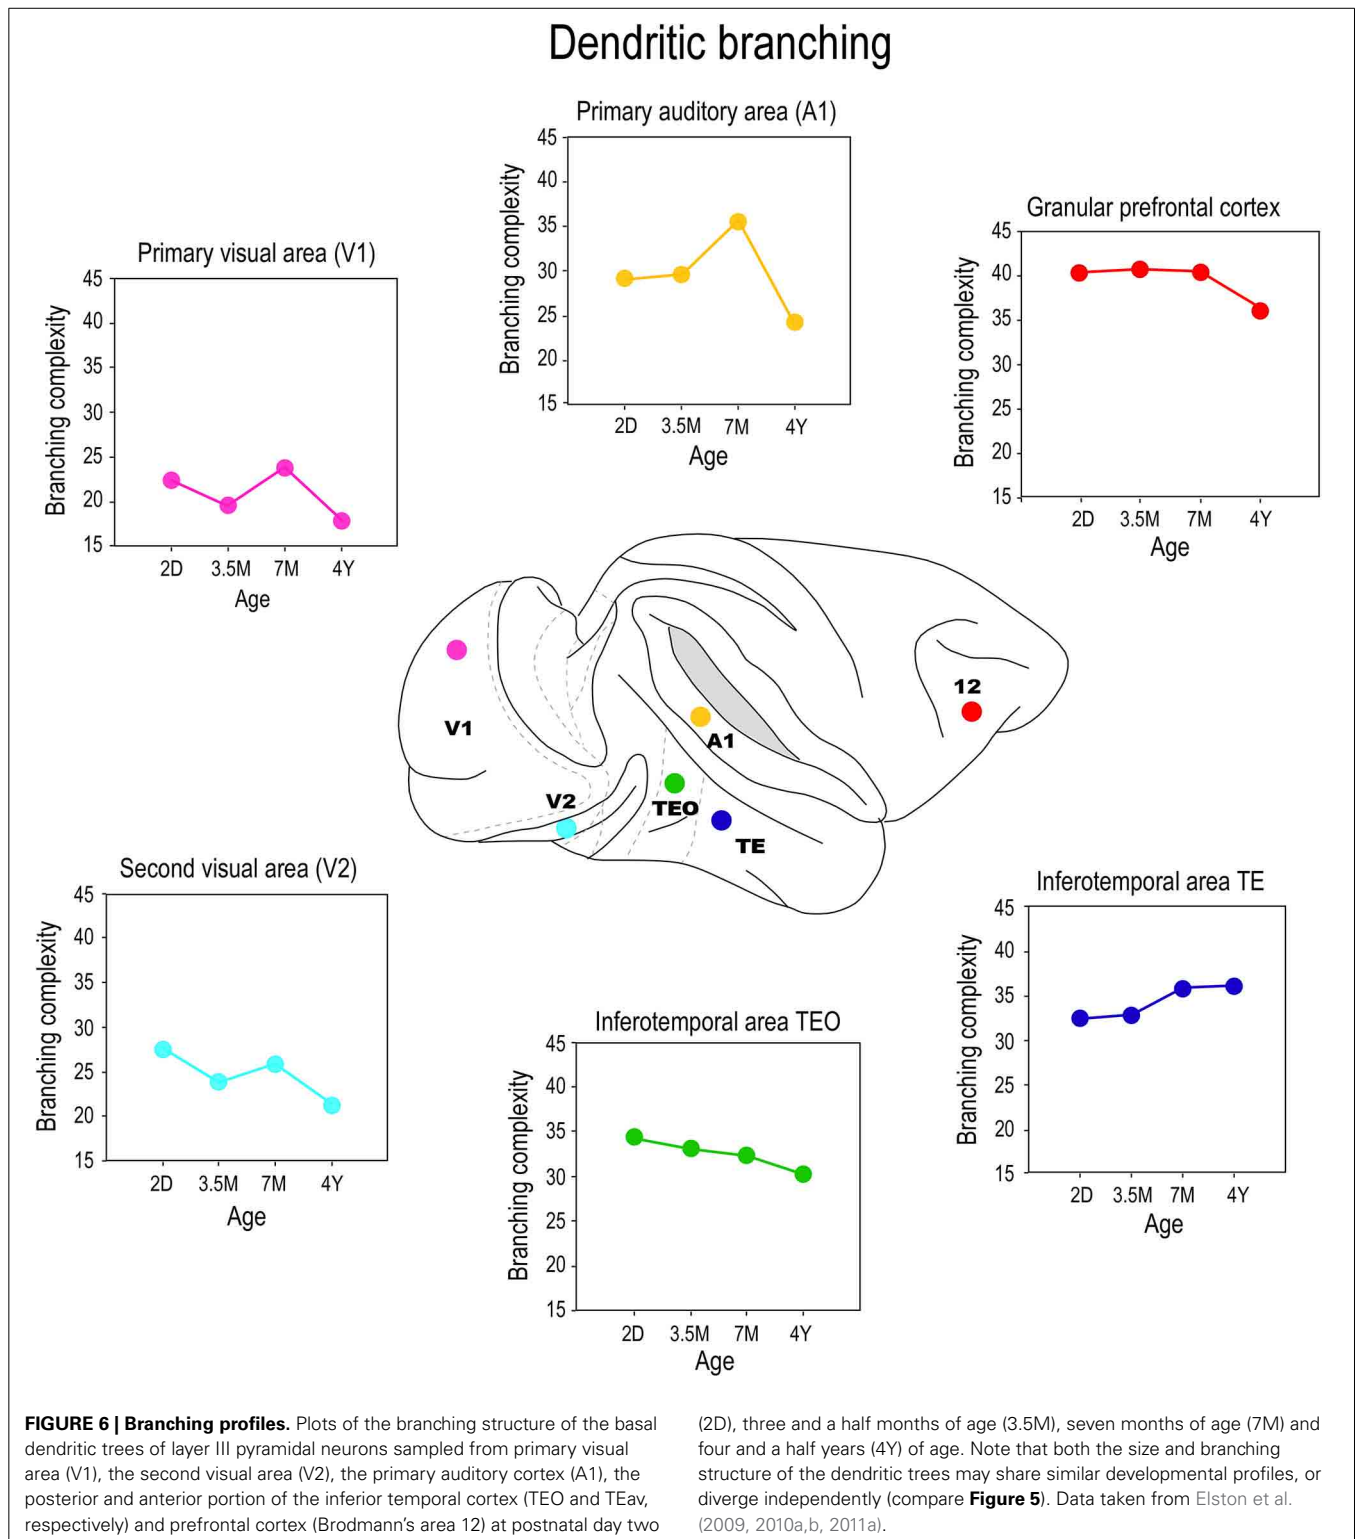 Dendritic branching
Primary auditory area (A1)
45
40
35
30
25
20
15
Branching complexity
2D 3.5M 7M 4Y
Age
Granular prefrontal cortex
45
40
35
30
25
20
15
Branching complexity
2D 3.5M 7M 4Y
Age
Primary visual area (V1)
45
40
35
30
25
20
15
Branching complexity
2D 3.5M 7M 4Y
Age
V1
V2
A1
TEO
TE
12
Second visual area (V2)
45
40
35
30
25
20
15
Branching complexity
2D 3.5M 7M 4Y
Age
Inferotemporal area TEO
45
40
35
30
25
20
15
Branching complexity
2D 3.5M 7M 4Y
Age
Inferotemporal area TE
45
40
35
30
25
20
15
Branching complexity
2D 3.5M 7M 4Y
Age
FIGURE 6 | Branching profiles. Plots of the branching structure of the basal
dendritic trees of layer III pyramidal neurons sampled from primary visual
area (V1), the second visual area (V2), the primary auditory cortex (A1), the
posterior and anterior portion of the inferior temporal cortex (TEO and TEav,
respectively) and prefrontal cortex (Brodmann's area 12) at postnatal day two
(2D), three and a half months of age (3.5M), seven months of age (7M) and
four and a half years (4Y) of age. Note that both the size and branching
structure of the dendritic trees may share similar developmental profiles, or
diverge independently (compare Figure 5). Data taken from Elston et al.
(2009, 2010a,b, 2011a).